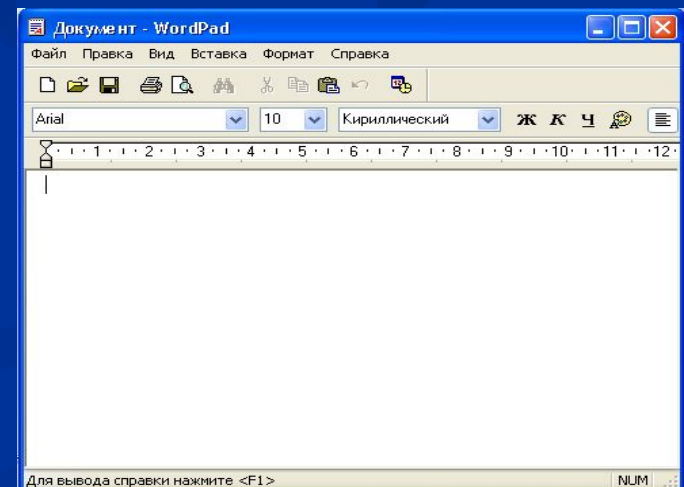 Документ - WordPad
Файл Правка Вид Вставка Формат Справка
Arial 10 Кириллический Ж К Ч
1 2 3 4 5 6 7 8 9 10 11 12
Для вывода справки нажмите <F1> NUM